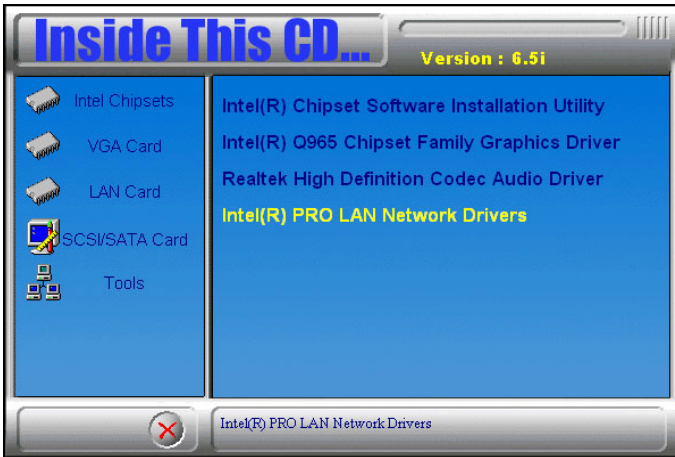 Inside This CD...
Version : 6.5i
Intel Chipsets
VGA Card
LAN Card
SCSI/SATA Card
Tools
Intel(R) Chipset Software Installation Utility
Intel(R) Q965 Chipset Family Graphics Driver
Realtek High Definition Codec Audio Driver
Intel(R) PRO LAN Network Drivers
Intel(R) PRO LAN Network Drivers